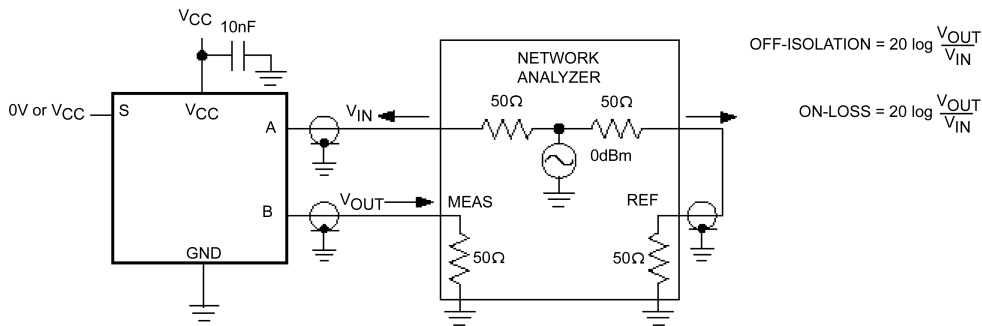 VCC
10nF
0V or VCC
S
VCC
A
B
GND
VIN
VOUT
NETWORK
ANALYZER
50Ω
50Ω
0dBm
MEAS
REF
50Ω
50Ω
OFF-ISOLATION = 20 log VOUT
VIN
ON-LOSS = 20 log VOUT
VIN